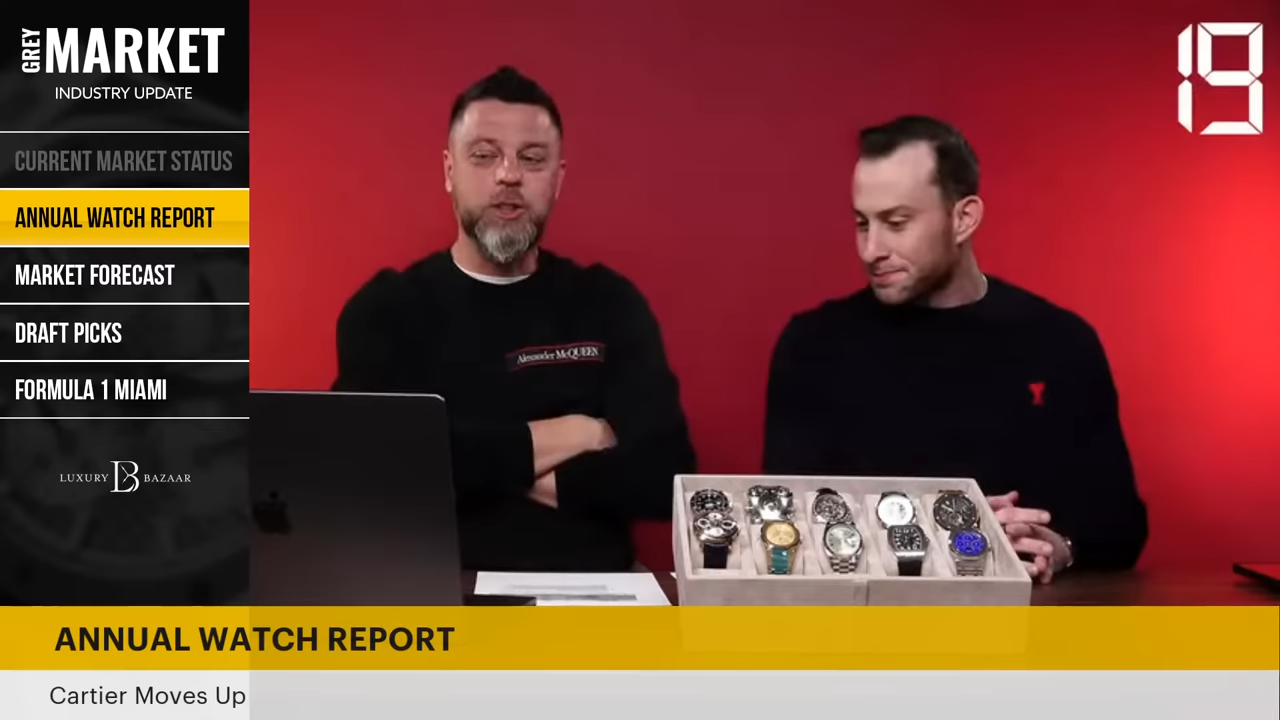 GREY
MARKET
INDUSTRY UPDATE
CURRENT MARKET STATUS
ANNUAL WATCH REPORT
MARKET FORECAST
DRAFT PICKS
FORMULA 1 MIAMI
LUXURY LB BAZAAR
19
Alexander McQUEEN
ANNUAL WATCH REPORT
Cartier Moves Up